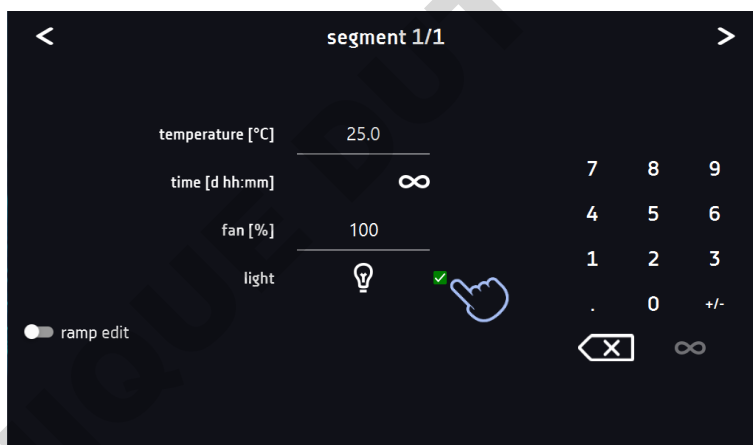 < segment 1/1 >
temperature [°C] 25.0
time [d hh:mm] ∞
fan [%] 100
light
ramp edit
7 8 9
4 5 6
1 2 3
. 0 +/-
∞